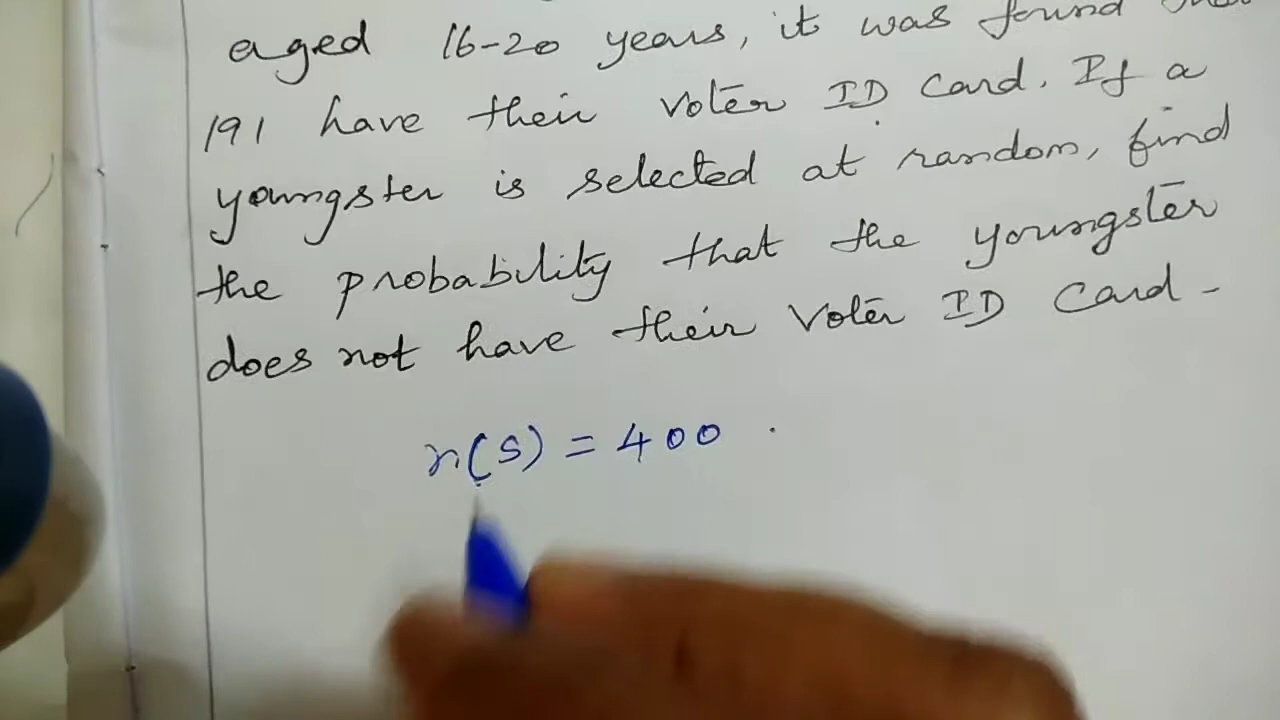 aged 16-20 years, it was found
191 have their Voter ID Card. If a
youngster is selected at random, find
the probability that the youngster
does not have their Voter ID Card -
n(S) = 400